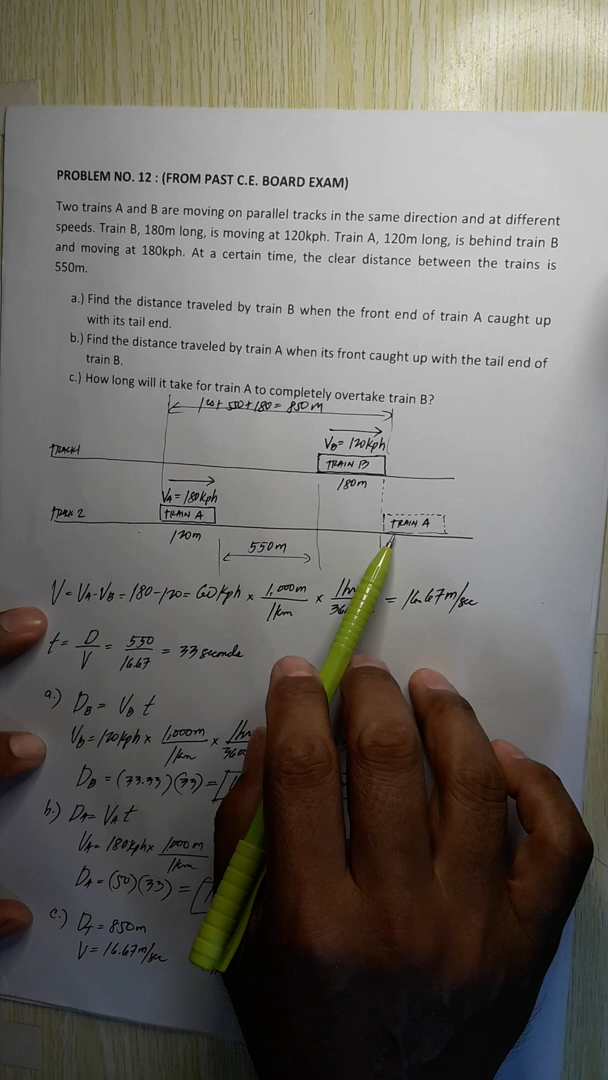 PROBLEM NO. 12 : (FROM PAST C.E. BOARD EXAM)
Two trains A and B are moving on parallel tracks in the same direction and at different
speeds. Train B, 180m long, is moving at 120kph. Train A, 120m long, is behind train B
and moving at 180kph. At a certain time, the clear distance between the trains is
550m.
a.) Find the distance traveled by train B when the front end of train A caught up
with its tail end.
b.) Find the distance traveled by train A when its front caught up with the tail end of
train B.
c.) How long will it take for train A to completely overtake train B?
120+ 550+180= 850m
VB= 120kph
TRACK1
TRAIN B
180m
VA= 180kph
TRACK 2
TRAIN A
TRAIN A
120m
550m
V= VA-VB = 180-120= 60kph × 1,000m/1km × 1hr/36 = 16.67m/sec
t= D/V = 550/16.67 = 33 seconds
a.) DB= VB t
VB=120kph× 1,000m/1km × 1hr/3600
DB = (33.33)(33) =
b.) DA= VA t
VA= 180kph× 1000m/1km
DA= (50)(33) =
c.) DT= 850m
V= 16.67m/sec